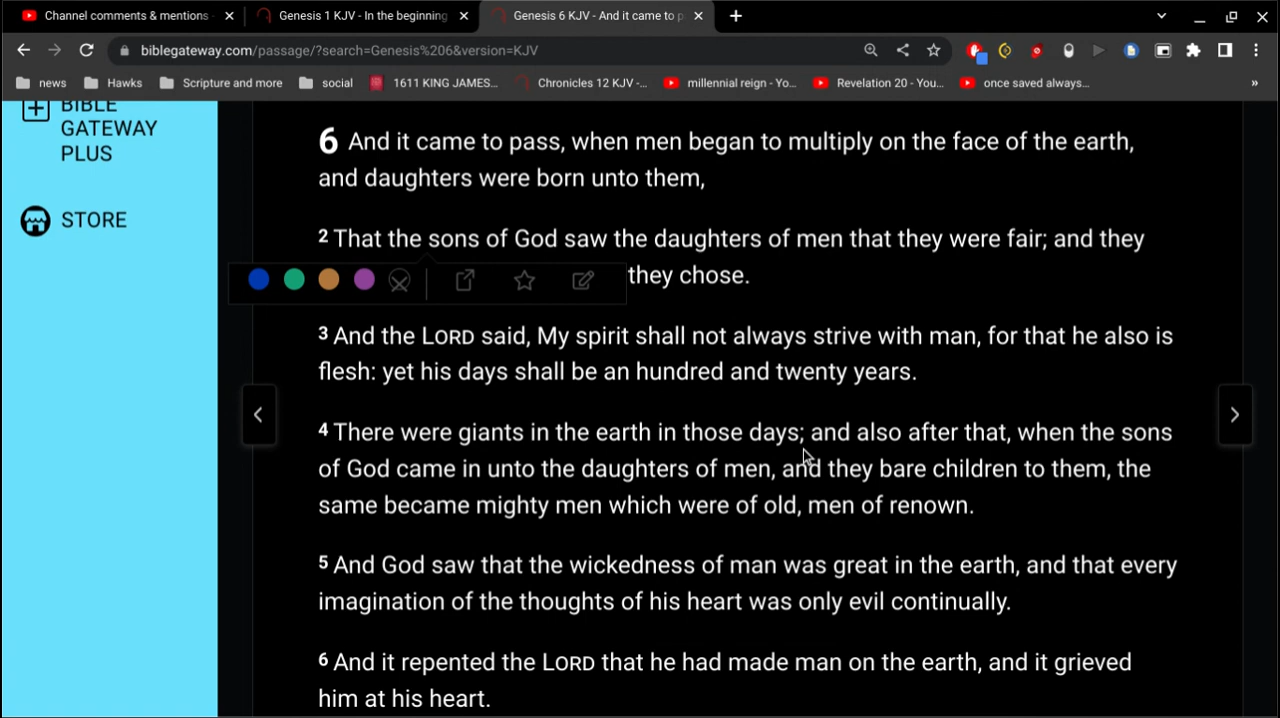 Channel comments & mentions
Genesis 1 KJV - In the beginning
Genesis 6 KJV - And it came to p
biblegateway.com/passage/?search=Genesis%206&version=KJV
news
Hawks
Scripture and more
social
1611 KING JAMES...
Chronicles 12 KJV -...
millennial reign - Yo...
Revelation 20 - You...
once saved always...
»
BIBLE
GATEWAY
PLUS
STORE
6 And it came to pass, when men began to multiply on the face of the earth,
and daughters were born unto them,
2 That the sons of God saw the daughters of men that they were fair; and they
they chose.
3 And the LORD said, My spirit shall not always strive with man, for that he also is
flesh: yet his days shall be an hundred and twenty years.
4 There were giants in the earth in those days; and also after that, when the sons
of God came in unto the daughters of men, and they bare children to them, the
same became mighty men which were of old, men of renown.
5 And God saw that the wickedness of man was great in the earth, and that every
imagination of the thoughts of his heart was only evil continually.
6 And it repented the LORD that he had made man on the earth, and it grieved
him at his heart.